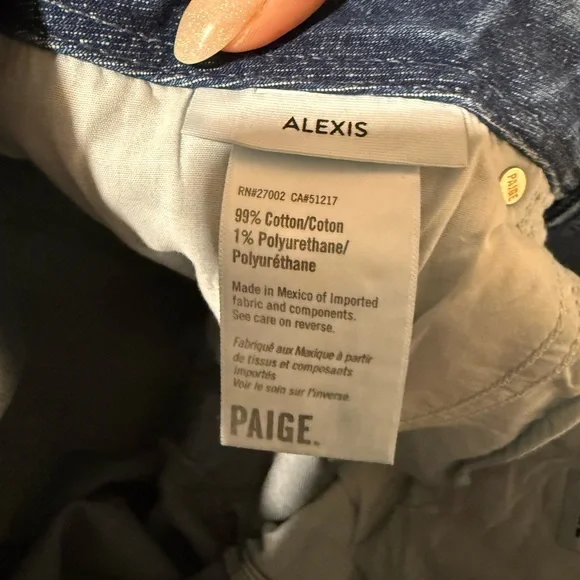 ALEXIS
RN#27002 CA#51217
99% Cotton/Coton
1% Polyurethane/
Polyuréthane
Made in Mexico of Imported
fabric and components.
See care on reverse.
Fabriqué aux Mexique à partir
de tissus et composants
importés
Voir le soin sur l'inverse.
PAIGE.
PAIGE